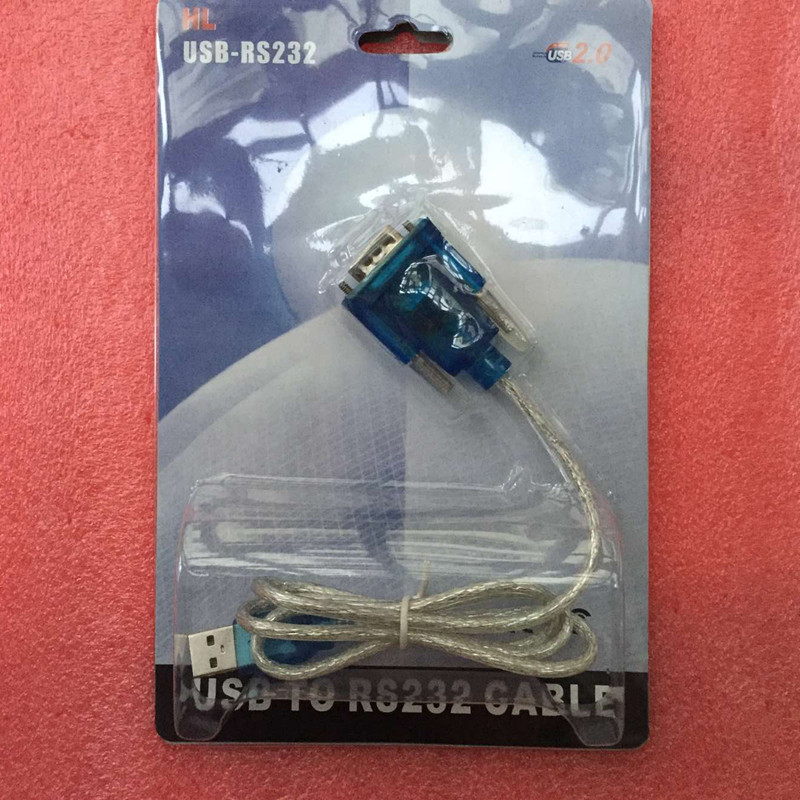 HL
USB-RS232
USB 2.0
USB TO RS232 CABLE